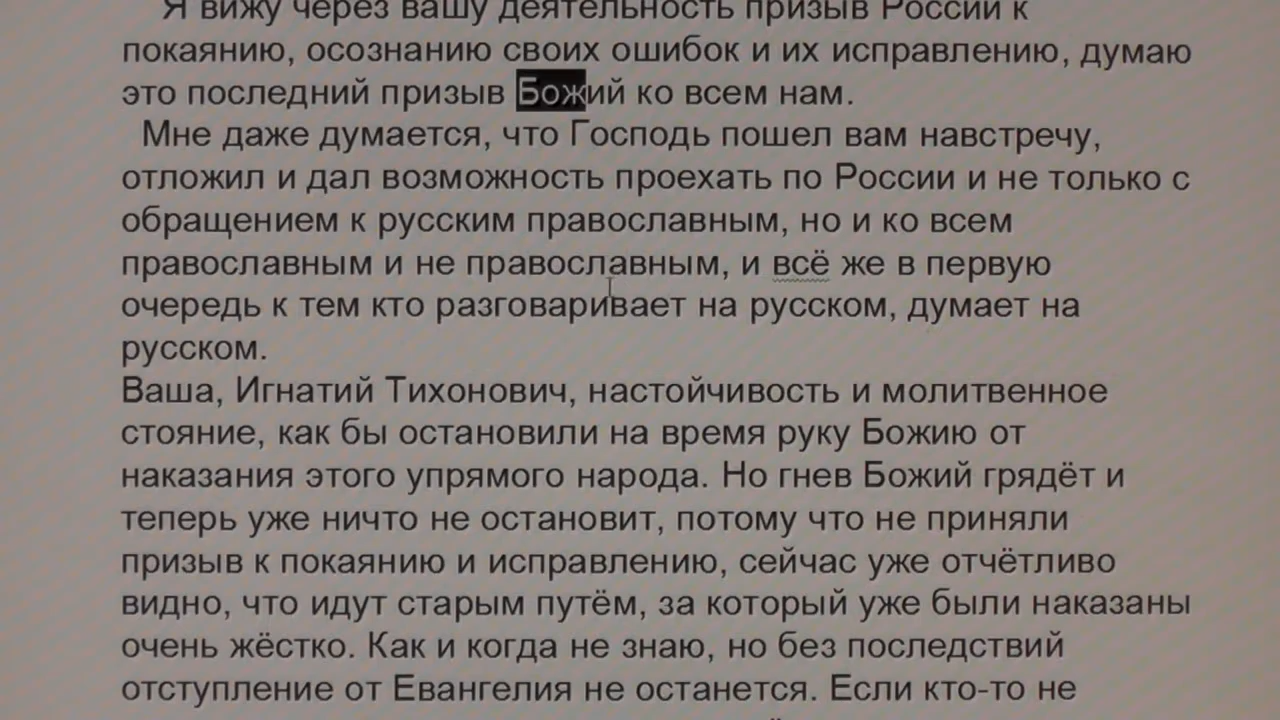 Я вижу через вашу деятельность призыв России к
покаянию, осознанию своих ошибок и их исправлению, думаю
это последний призыв Божий ко всем нам.
Мне даже думается, что Господь пошел вам навстречу,
отложил и дал возможность проехать по России и не только с
обращением к русским православным, но и ко всем
православным и не православным, и всё же в первую
очередь к тем кто разговаривает на русском, думает на
русском.
Ваша, Игнатий Тихонович, настойчивость и молитвенное
стояние, как бы остановили на время руку Божию от
наказания этого упрямого народа. Но гнев Божий грядёт и
теперь уже ничто не остановит, потому что не приняли
призыв к покаянию и исправлению, сейчас уже отчётливо
видно, что идут старым путём, за который уже были наказаны
очень жёстко. Как и когда не знаю, но без последствий
отступление от Евангелия не останется. Если кто-то не